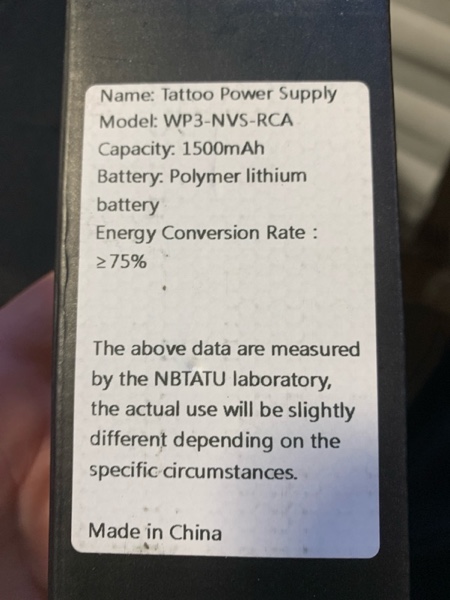 Name: Tattoo Power Supply
Model: WP3-NVS-RCA
Capacity: 1500mAh
Battery: Polymer lithium
battery
Energy Conversion Rate :
≥75%
The above data are measured
by the NBTATU laboratory,
the actual use will be slightly
different depending on the
specific circumstances.
Made in China